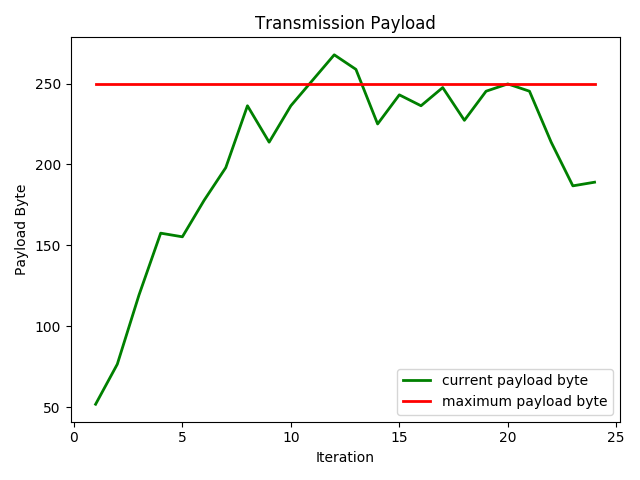 Transmission Payload
250
200
150
100
50
Payload Byte
0
5
10
15
20
25
Iteration
current payload byte
maximum payload byte